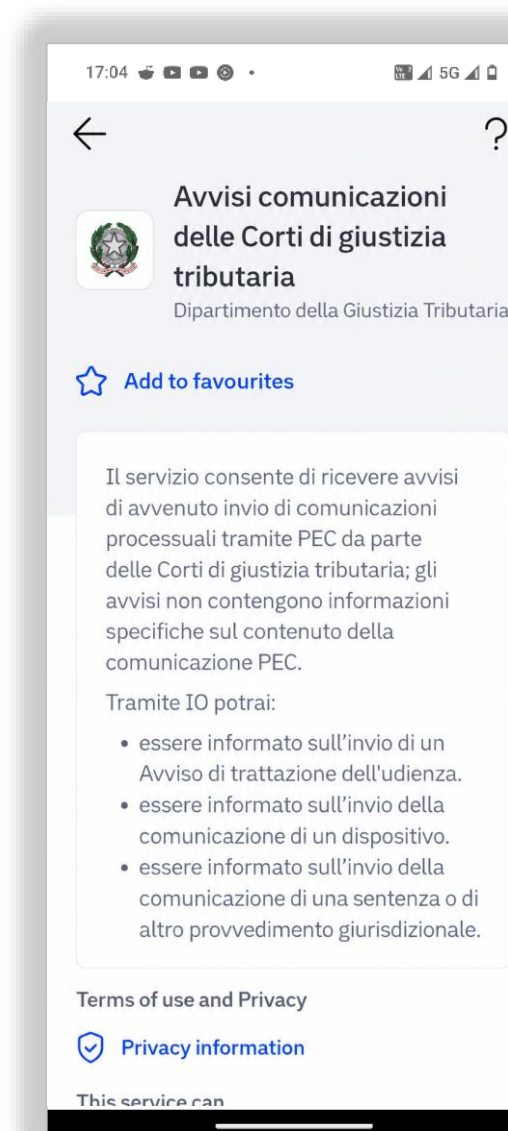 17:04
5G
Avvisi comunicazioni
delle Corti di giustizia
tributaria
Dipartimento della Giustizia Tributaria
Add to favourites
Il servizio consente di ricevere avvisi
di avvenuto invio di comunicazioni
processuali tramite PEC da parte
delle Corti di giustizia tributaria; gli
avvisi non contengono informazioni
specifiche sul contenuto della
comunicazione PEC.
Tramite IO potrai:
• essere informato sull'invio di un
Avviso di trattazione dell'udienza.
• essere informato sull'invio della
comunicazione di un dispositivo.
• essere informato sull'invio della
comunicazione di una sentenza o di
altro provvedimento giurisdizionale.
Terms of use and Privacy
Privacy information
This service can